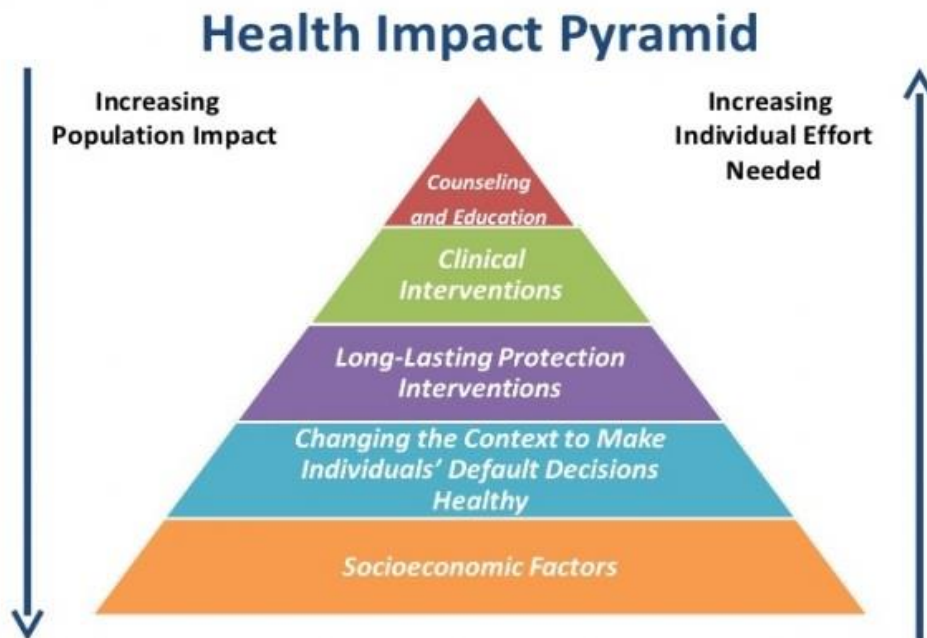 Health Impact Pyramid
Increasing
Population Impact
Increasing
Individual Effort
Needed
Counseling
and Education
Clinical
Interventions
Long-Lasting Protection
Interventions
Changing the Context to Make
Individuals' Default Decisions
Healthy
Socioeconomic Factors